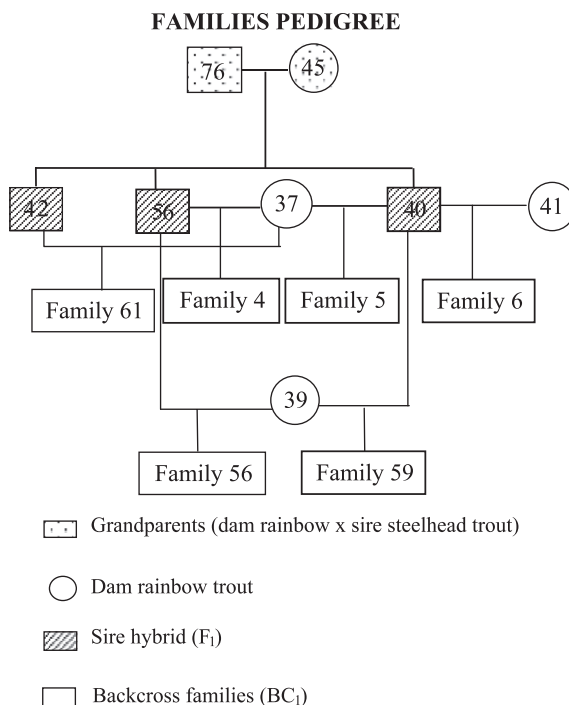 FAMILIES PEDIGREE
76 45
42 56 37 40 41
Family 61 Family 4 Family 5 Family 6
39
Family 56 Family 59
Grandparents (dam rainbow x sire steelhead trout)
Dam rainbow trout
Sire hybrid (F₁)
Backcross families (BC₁)